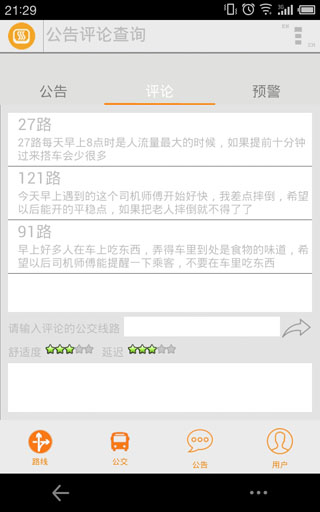 21:29
公告评论查询
公告 评论 预警
27路
27路每天早上8点时是人流量最大的时候，如果提前十分钟
过来搭车会少很多
121路
今天早上遇到的这个司机师傅开始好快，我差点摔倒，希望
以后能开的平稳点，如果把老人摔倒就不得了了
91路
早上好多人在车上吃东西，弄得车里到处是食物的味道，希
望以后司机师傅能提醒一下乘客，不要在车里吃东西
请输入评论的公交线路
舒适度 延迟
路线 公交 公告 用户